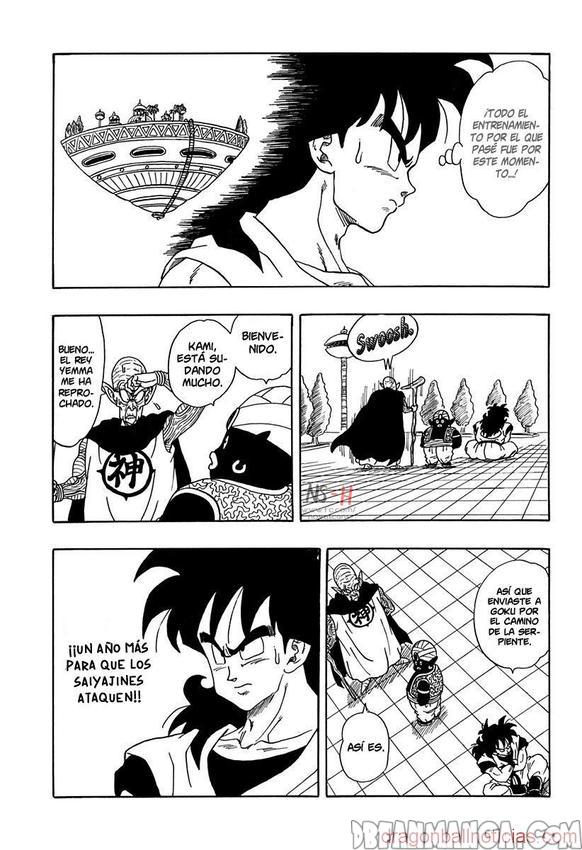 ¡TODO EL
ENTRENAMIEN-
TO POR EL QUE
PASÉ FUE POR
ESTE MOMEN-
TO...!
BIENVE-
NIDO.
KAMI,
ESTÁ SU-
DANDO
MUCHO.
BUENO...
EL REY
YEMMA
ME HA
REPRO-
CHADO.
神
Swoosh.
NS-H
¡¡UN AÑO MÁS
PARA QUE LOS
SAIYAJINES
ATAQUEN!!
ASÍ QUE
ENVIASTE A
GOKU POR EL
CAMINO DE
LA SER-
PIENTE.
神
ASÍ ES.
DBFANMANGA.COM
dragonballnoticias.com